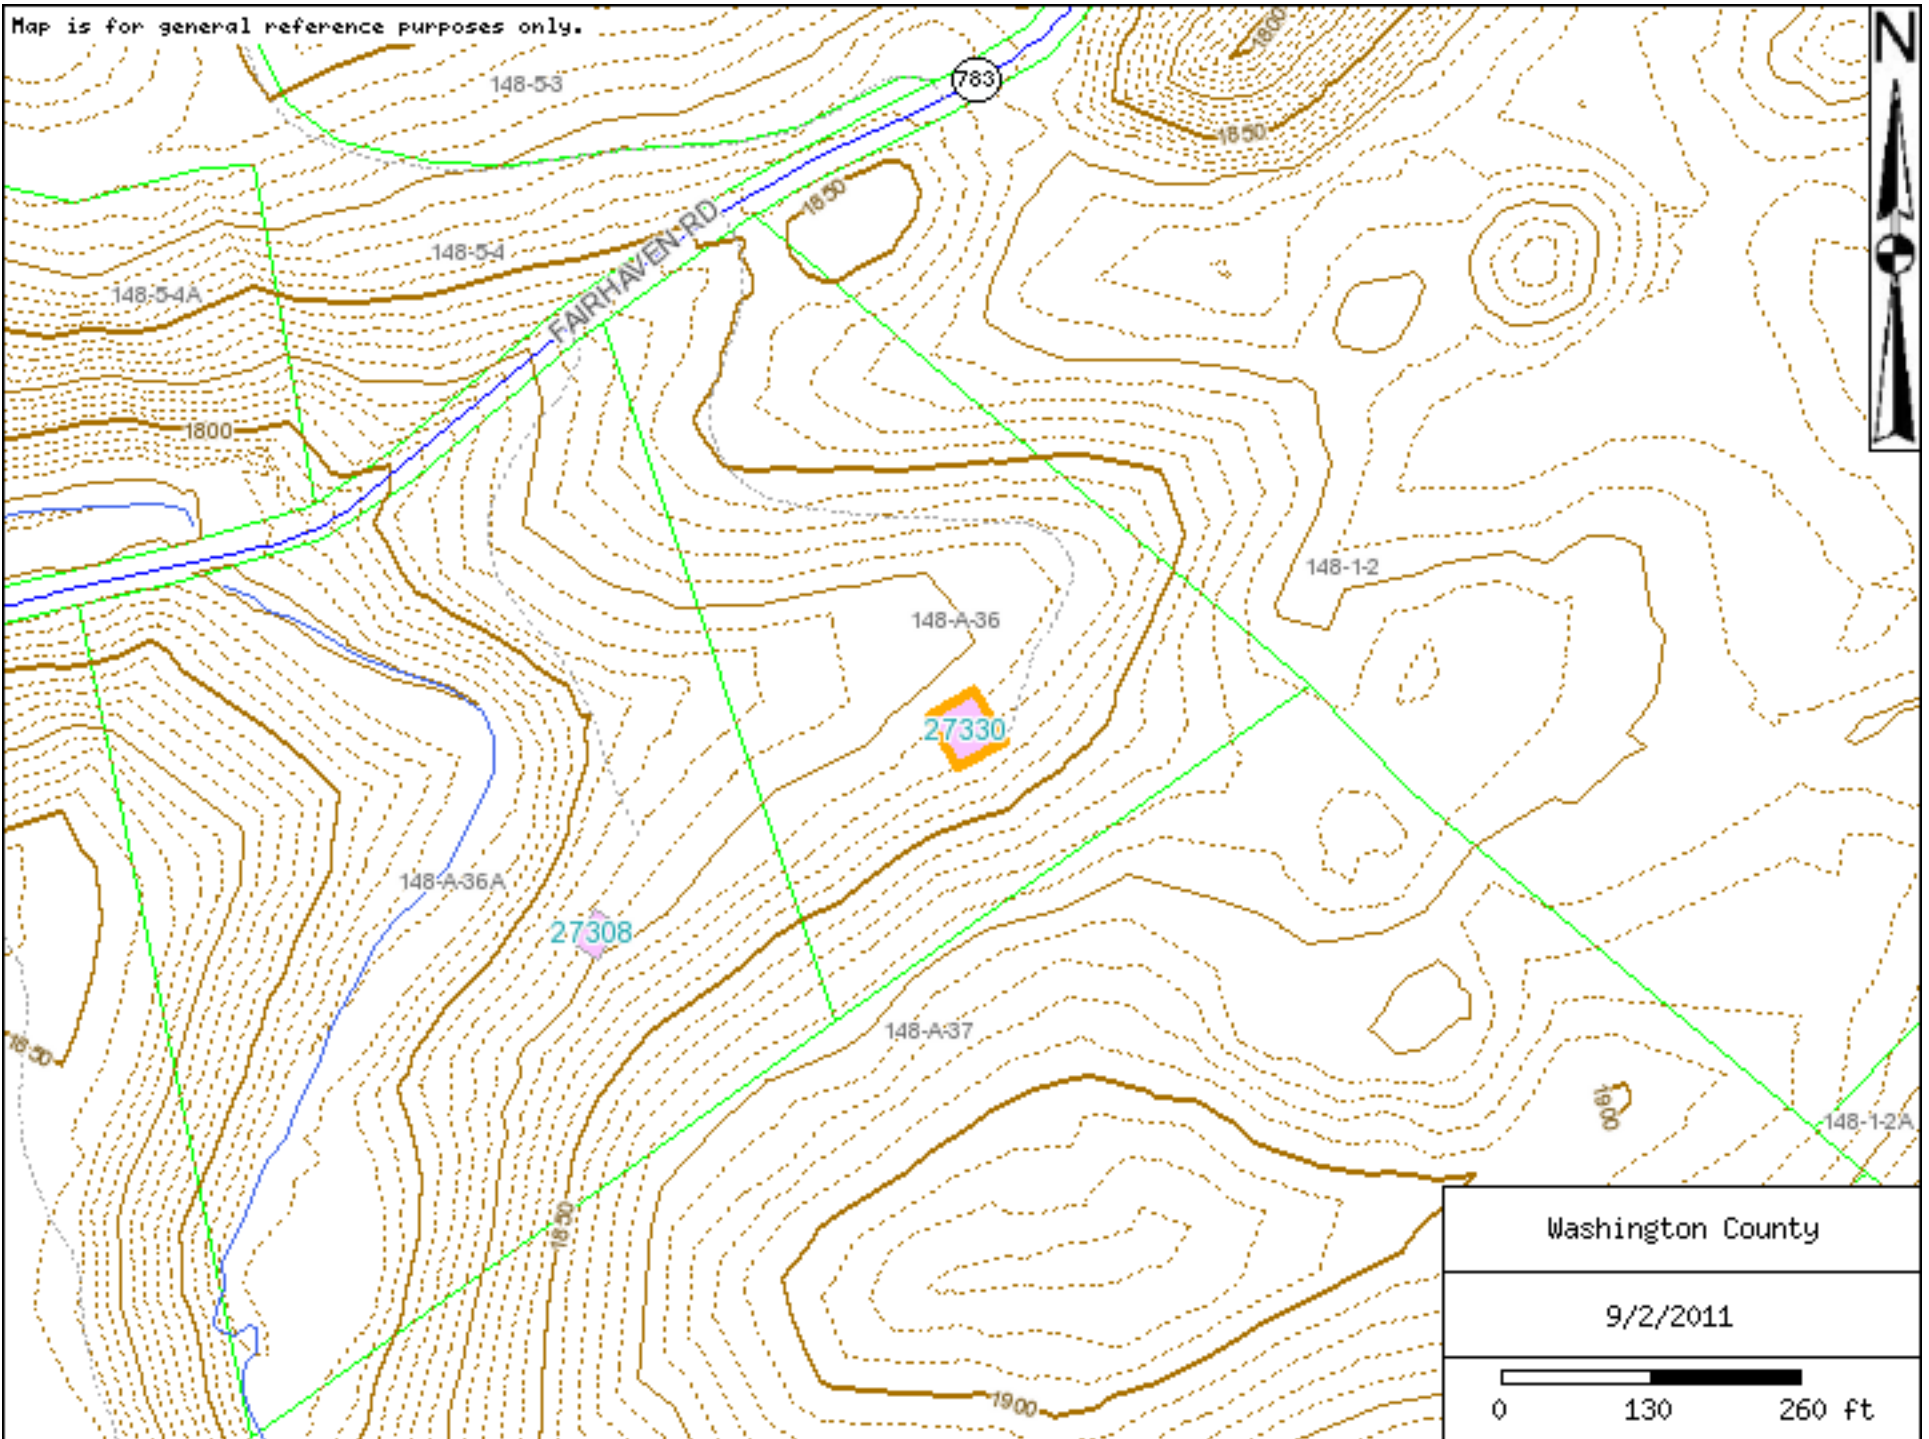 Map is for general reference purposes only.
N
1800
783
148-5-3
1850
1850
FAIRHAVEN RD
148-5-4
148-5-4A
1800
148-1-2
148-A-36
27330
148-A-36A
27308
148-A-37
1850
1900
148-1-2A
1850
1900
Washington County
9/2/2011
0 130 260 ft